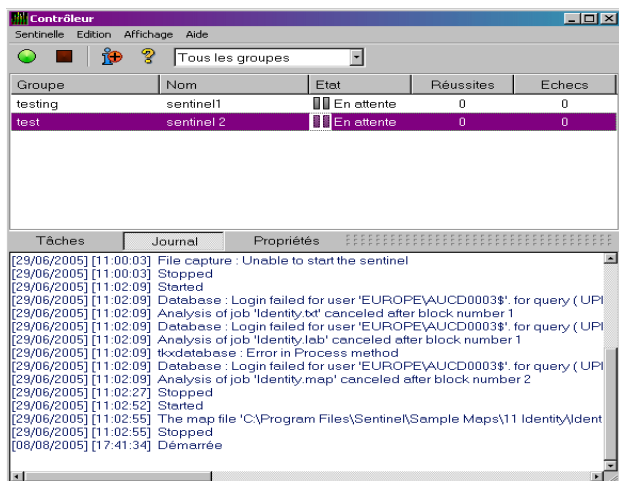 Contrôleur
Sentinelle Edition Affichage Aide
Tous les groupes
Groupe Nom Etat Réussites Echecs
testing sentinel1 En attente 0 0
test sentinel 2 En attente 0 0
Tâches Journal Propriétés
[29/06/2005] [11:00:03] File capture : Unable to start the sentinel
[29/06/2005] [11:00:03] Stopped
[29/06/2005] [11:02:09] Started
[29/06/2005] [11:02:09] Database : Login failed for user 'EUROPE\AUCD0003$'. for query ( UPI
[29/06/2005] [11:02:09] Analysis of job 'Identity.txt' canceled after block number 1
[29/06/2005] [11:02:09] Database : Login failed for user 'EUROPE\AUCD0003$'. for query ( UPI
[29/06/2005] [11:02:09] Analysis of job 'Identity.lab' canceled after block number 1
[29/06/2005] [11:02:09] tkxdatabase : Error in Process method
[29/06/2005] [11:02:09] Database : Login failed for user 'EUROPE\AUCD0003$'. for query ( UPI
[29/06/2005] [11:02:09] Analysis of job 'Identity.map' canceled after block number 2
[29/06/2005] [11:02:27] Stopped
[29/06/2005] [11:02:52] Started
[29/06/2005] [11:02:55] The map file 'C:\Program Files\Sentinel\Sample Maps\11 Identity\Ident
[29/06/2005] [11:02:55] Stopped
[08/08/2005] [17:41:34] Démarrée